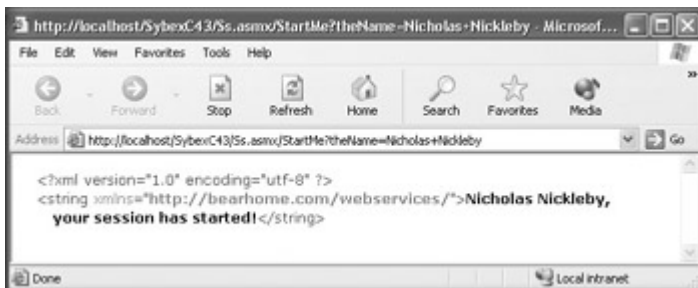 http://localhost/SybexC43/Ss.asmx/StartMe?theName=Nicholas+Nickleby - Microsof...
File Edit View Favorites Tools Help
Back Forward Stop Refresh Home Search Favorites Media »
Address http://localhost/SybexC43/Ss.asmx/StartMe?theName=Nicholas+Nickleby Go
<?xml version="1.0" encoding="utf-8" ?>
<string xmlns="http://bearhome.com/webservices/">Nicholas Nickleby,
your session has started!</string>
Done Local intranet